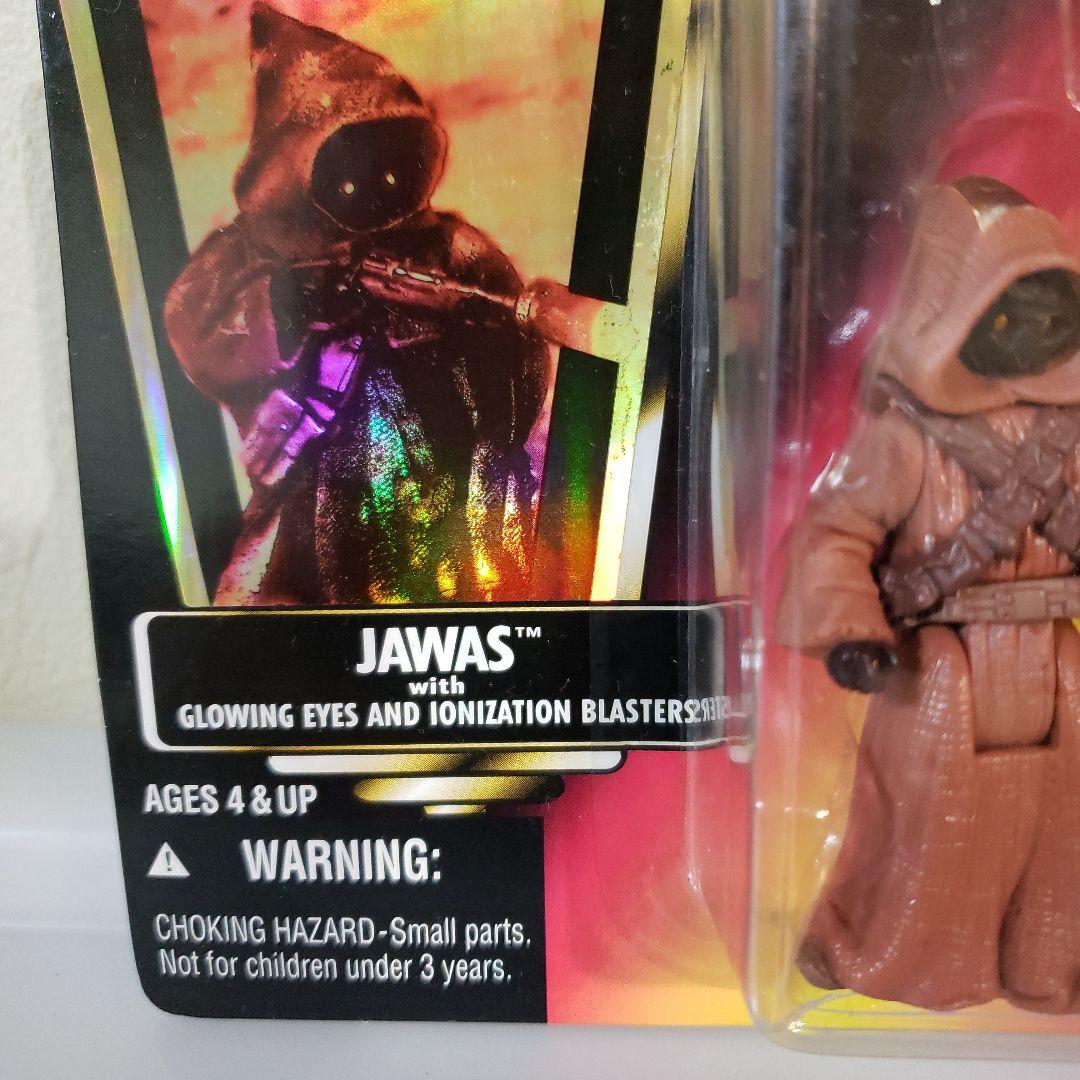 JAWAS™
with
GLOWING EYES AND IONIZATION BLASTERS
AGES 4 & UP
WARNING:
CHOKING HAZARD-Small parts.
Not for children under 3 years.